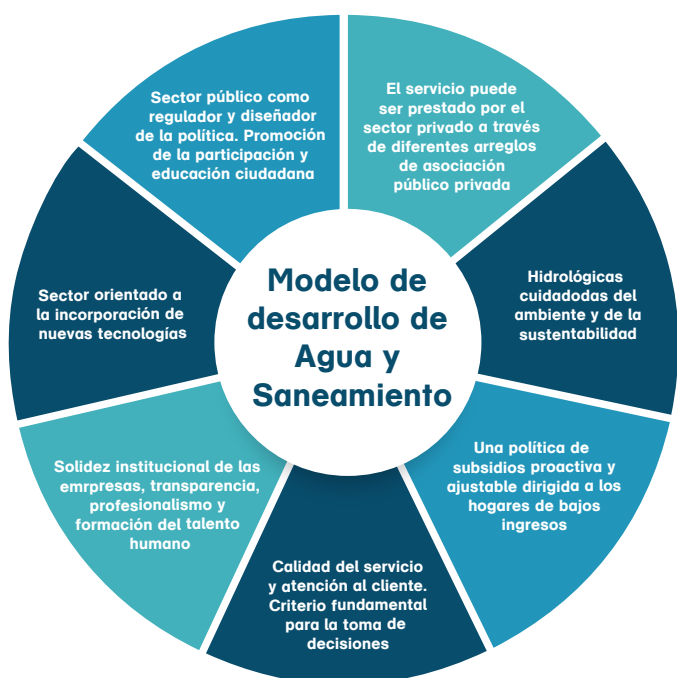 Modelo de
desarrollo de
Agua y
Saneamiento
El servicio puede
ser prestado por el
sector privado a través
de diferentes arreglos
de asociación
público privada
Hidrológicas
cuidadodas del
ambiente y de la
sustentabilidad
Una política de
subsidios proactiva y
ajustable dirigida a los
hogares de bajos
ingresos
Calidad del servicio
y atención al cliente.
Criterio fundamental
para la toma de
decisiones
Solidez institucional de las
emrpresas, transparencia,
profesionalismo y
formación del talento
humano
Sector orientado a
la incorporación de
nuevas tecnologías
Sector público como
regulador y diseñador
de la política. Promoción
de la participación y
educación ciudadana